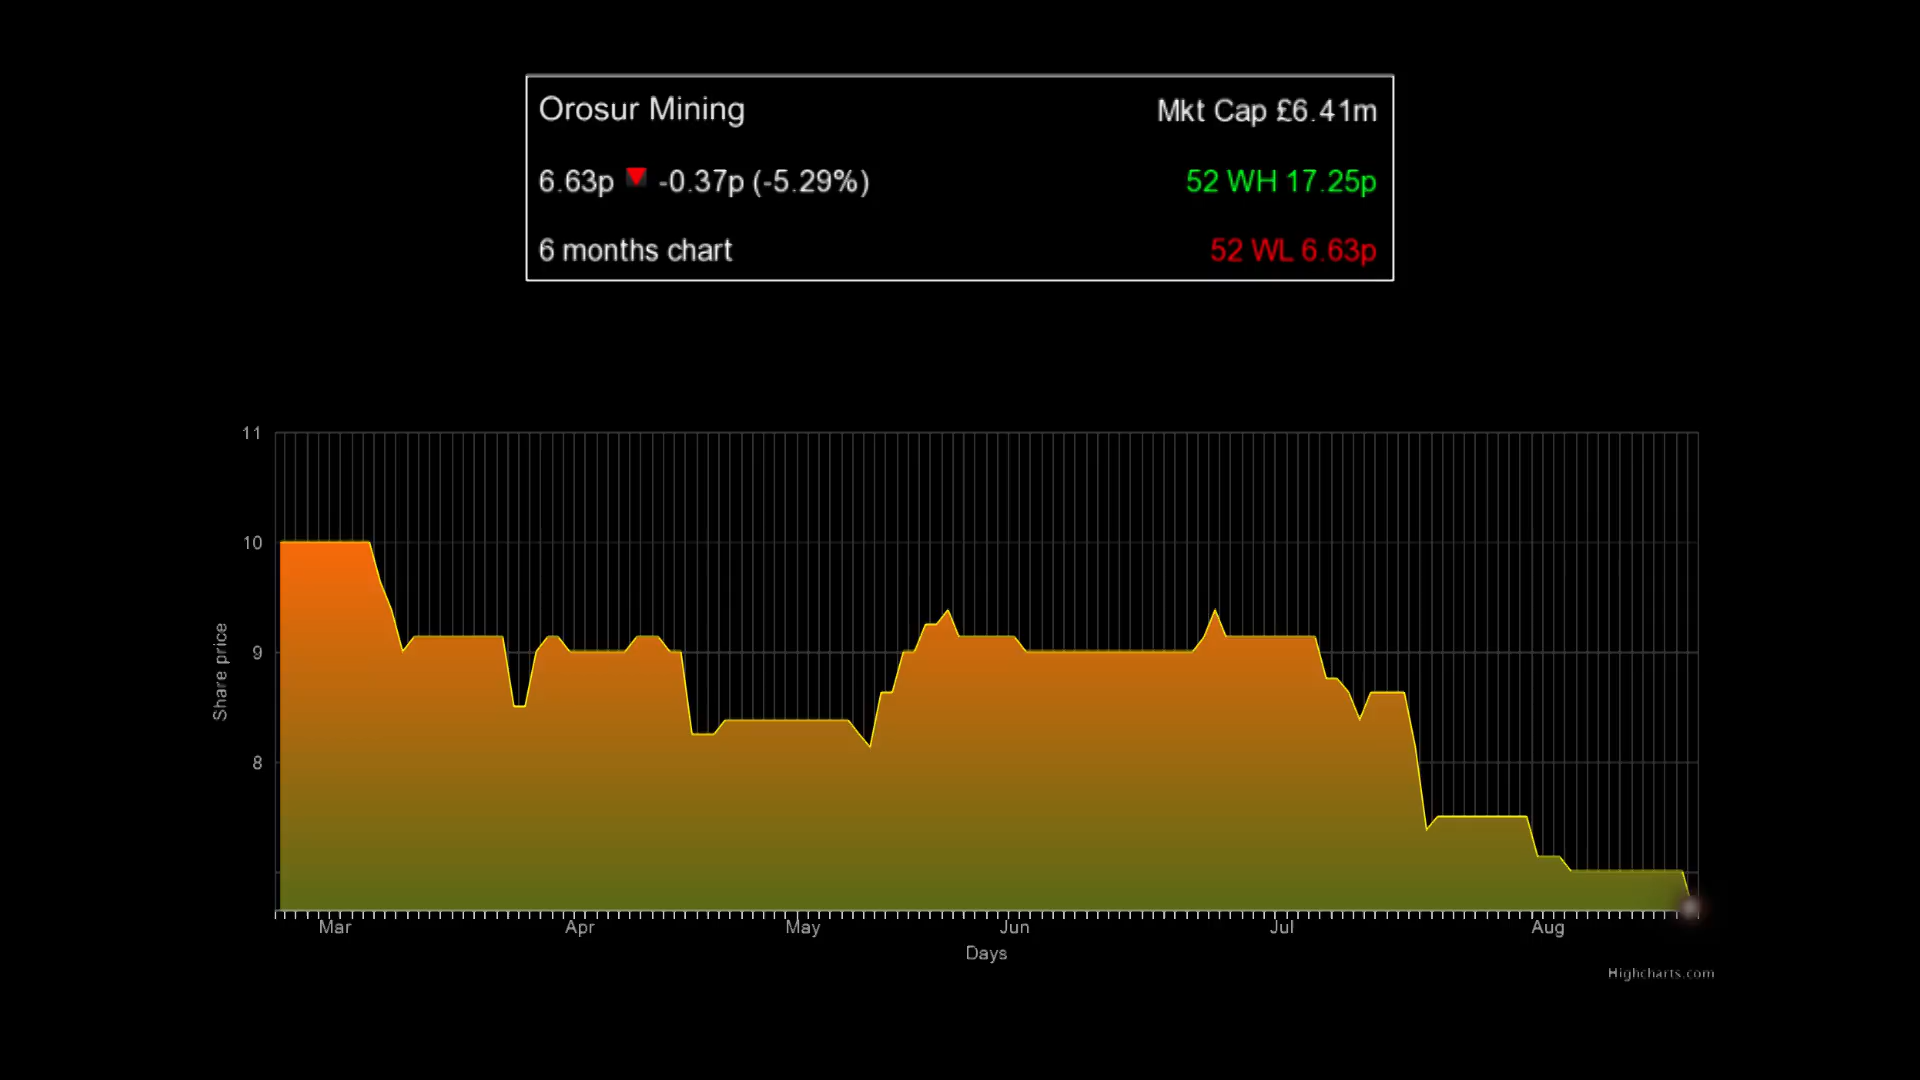 Orosur Mining Mkt Cap £6.41m
6.63p -0.37p (-5.29%) 52 WH 17.25p
6 months chart 52 WL 6.63p
11
10
9
8
Share price
Mar Apr May Jun Jul Aug
Days
Highcharts.com